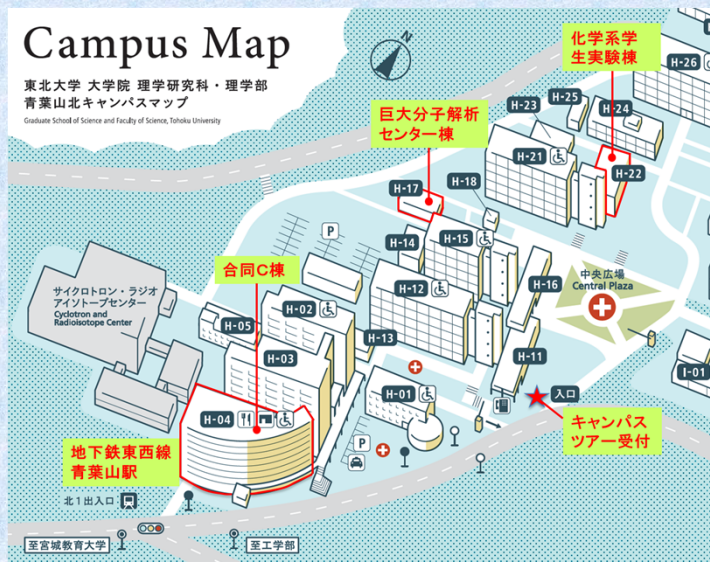 Campus Map
東北大学 大学院 理学研究科・理学部
青葉山北キャンパスマップ
Graduate School of Science and Faculty of Science, Tohoku University
N
化学系学
生実験棟
H-26
巨大分子解析
センター棟
H-25
H-24
H-23
H-21
H-22
H-17
H-18
P
H-14
H-15
中央広場
Central Plaza
合同C棟
サイクロトロン・ラジオ
アイソトープセンター
Cyclotron and
Radioisotope Center
H-12
H-16
H-02
H-05
H-13
H-03
H-11
I-01
H-01
入口
H-04
キャンパス
ツアー受付
地下鉄東西線
青葉山駅
P
北1出入口
至宮城教育大学
至工学部